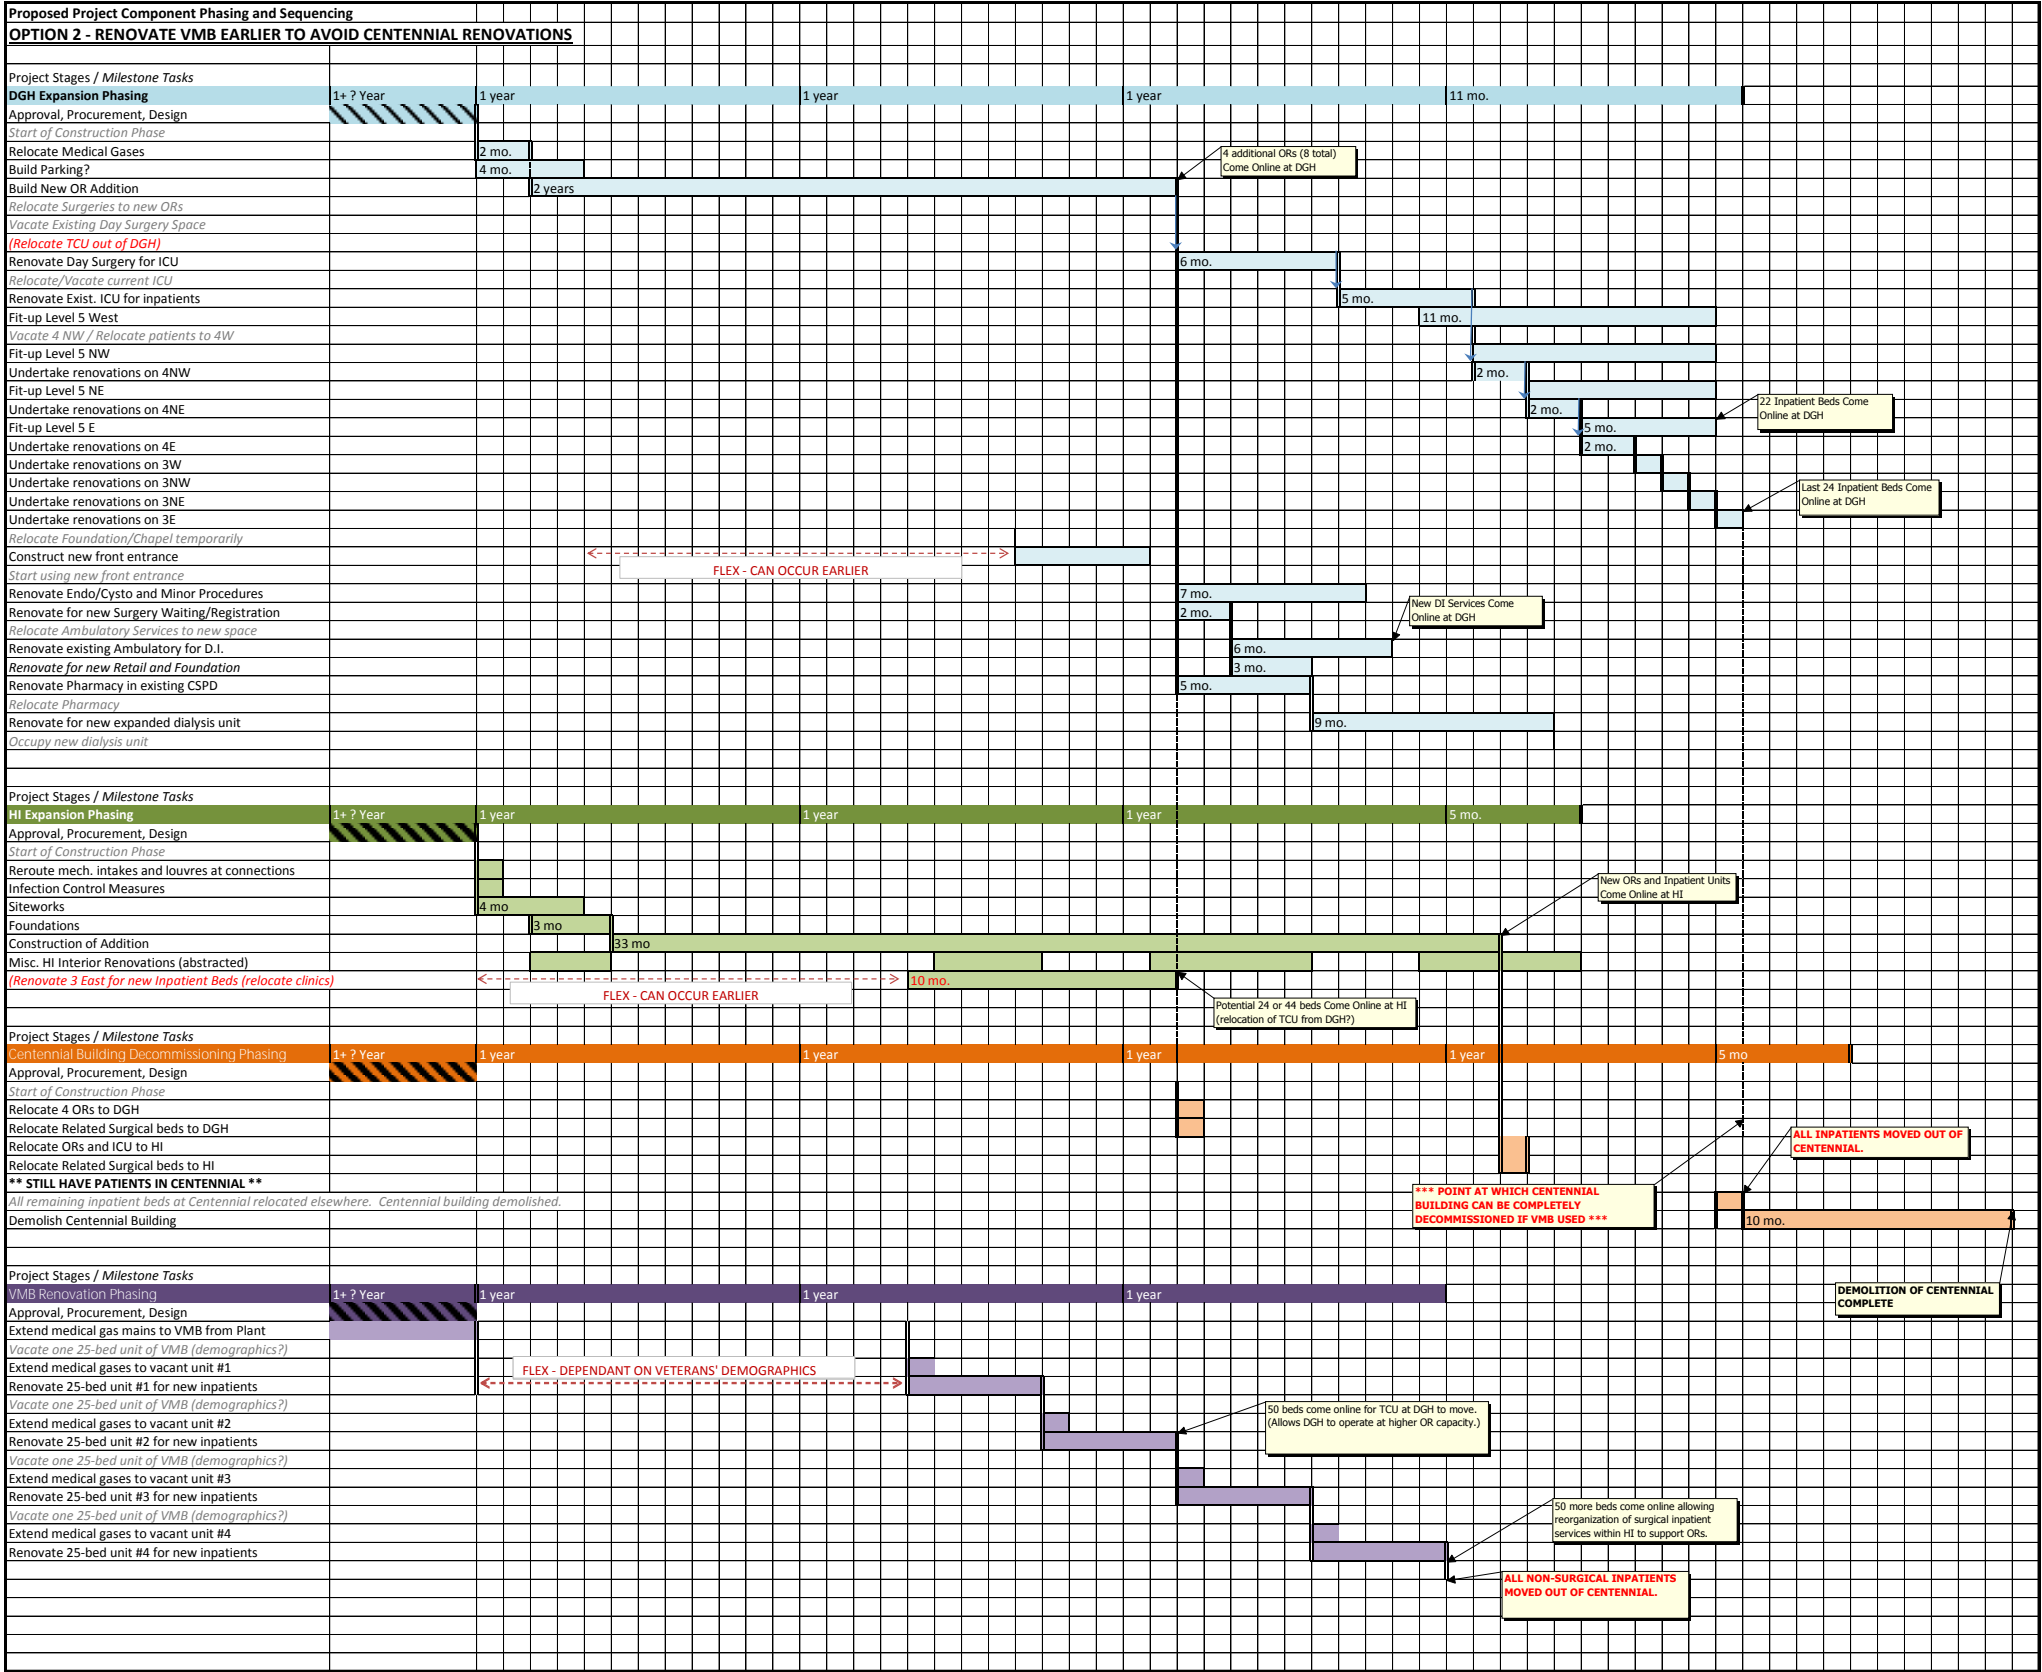 Proposed Project Component Phasing and Sequencing
OPTION 2 - RENOVATE VMB EARLIER TO AVOID CENTENNIAL RENOVATIONS
Project Stages / Milestone Tasks
DGH Expansion Phasing 1+ ? Year 1 year 1 year 1 year 11 mo.
Approval, Procurement, Design
Start of Construction Phase
Relocate Medical Gases 2 mo.
4 additional ORs (8 total)
Come Online at DGH
Build Parking? 4 mo.
Build New OR Addition 2 years
Relocate Surgeries to new ORs
Vacate Existing Day Surgery Space
(Relocate TCU out of DGH)
Renovate Day Surgery for ICU 6 mo.
Relocate/Vacate current ICU
Renovate Exist. ICU for inpatients 5 mo.
Fit-up Level 5 West 11 mo.
Vacate 4 NW / Relocate patients to 4W
Fit-up Level 5 NW
Undertake renovations on 4NW 2 mo.
Fit-up Level 5 NE
Undertake renovations on 4NE 2 mo.
22 Inpatient Beds Come
Online at DGH
Fit-up Level 5 E 5 mo.
Undertake renovations on 4E 2 mo.
Undertake renovations on 3W
Undertake renovations on 3NW
Undertake renovations on 3NE
Last 24 Inpatient Beds Come
Online at DGH
Undertake renovations on 3E
Relocate Foundation/Chapel temporarily
Construct new front entrance
FLEX - CAN OCCUR EARLIER
Start using new front entrance
Renovate Endo/Cysto and Minor Procedures 7 mo.
Renovate for new Surgery Waiting/Registration 2 mo.
New DI Services Come
Online at DGH
Relocate Ambulatory Services to new space
Renovate existing Ambulatory for D.I. 6 mo.
Renovate for new Retail and Foundation 3 mo.
Renovate Pharmacy in existing CSPD 5 mo.
Relocate Pharmacy
Renovate for new expanded dialysis unit 9 mo.
Occupy new dialysis unit
Project Stages / Milestone Tasks
HI Expansion Phasing 1+ ? Year 1 year 1 year 1 year 5 mo.
Approval, Procurement, Design
Start of Construction Phase
Reroute mech. intakes and louvres at connections
Infection Control Measures
New ORs and Inpatient Units
Come Online at HI
Siteworks 4 mo
Foundations 3 mo
Construction of Addition 33 mo
Misc. HI Interior Renovations (abstracted)
(Renovate 3 East for new Inpatient Beds (relocate clinics) 10 mo.
FLEX - CAN OCCUR EARLIER
Potential 24 or 44 beds Come Online at HI
(relocation of TCU from DGH?)
Project Stages / Milestone Tasks
Centennial Building Decommissioning Phasing 1+ ? Year 1 year 1 year 1 year 1 year 5 mo
Approval, Procurement, Design
Start of Construction Phase
Relocate 4 ORs to DGH
Relocate Related Surgical beds to DGH
Relocate ORs and ICU to HI
ALL INPATIENTS MOVED OUT OF
CENTENNIAL.
Relocate Related Surgical beds to HI
** STILL HAVE PATIENTS IN CENTENNIAL **
All remaining inpatient beds at Centennial relocated elsewhere. Centennial building demolished.
*** POINT AT WHICH CENTENNIAL
BUILDING CAN BE COMPLETELY
DECOMMISSIONED IF VMB USED ***
Demolish Centennial Building 10 mo.
Project Stages / Milestone Tasks
VMB Renovation Phasing 1+ ? Year 1 year 1 year 1 year
DEMOLITION OF CENTENNIAL
COMPLETE
Approval, Procurement, Design
Extend medical gas mains to VMB from Plant
Vacate one 25-bed unit of VMB (demographics?)
Extend medical gases to vacant unit #1
FLEX - DEPENDANT ON VETERANS' DEMOGRAPHICS
Renovate 25-bed unit #1 for new inpatients
Vacate one 25-bed unit of VMB (demographics?)
50 beds come online for TCU at DGH to move.
(Allows DGH to operate at higher OR capacity.)
Extend medical gases to vacant unit #2
Renovate 25-bed unit #2 for new inpatients
Vacate one 25-bed unit of VMB (demographics?)
Extend medical gases to vacant unit #3
Renovate 25-bed unit #3 for new inpatients
Vacate one 25-bed unit of VMB (demographics?)
50 more beds come online allowing
reorganization of surgical inpatient
services within HI to support ORs.
Extend medical gases to vacant unit #4
Renovate 25-bed unit #4 for new inpatients
ALL NON-SURGICAL INPATIENTS
MOVED OUT OF CENTENNIAL.